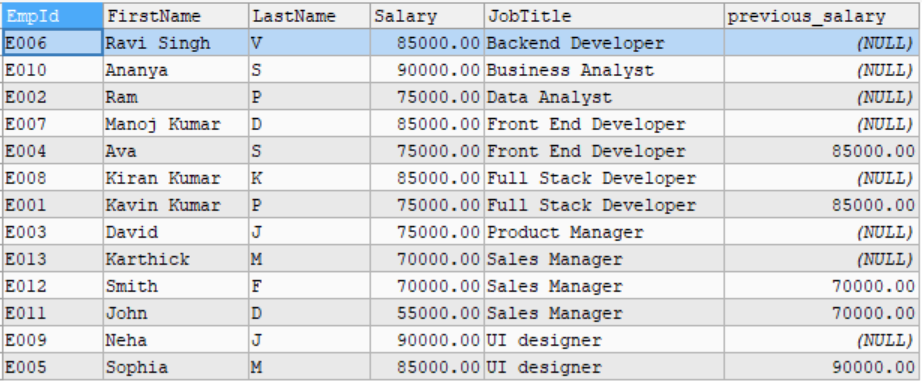 EmpId FirstName LastName Salary JobTitle previous_salary
E006 Ravi Singh V 85000.00 Backend Developer (NULL)
E010 Ananya S 90000.00 Business Analyst (NULL)
E002 Ram P 75000.00 Data Analyst (NULL)
E007 Manoj Kumar D 85000.00 Front End Developer (NULL)
E004 Ava S 75000.00 Front End Developer 85000.00
E008 Kiran Kumar K 85000.00 Full Stack Developer (NULL)
E001 Kavin Kumar P 75000.00 Full Stack Developer 85000.00
E003 David J 75000.00 Product Manager (NULL)
E013 Karthick M 70000.00 Sales Manager (NULL)
E012 Smith F 70000.00 Sales Manager 70000.00
E011 John D 55000.00 Sales Manager 70000.00
E009 Neha J 90000.00 UI designer (NULL)
E005 Sophia M 85000.00 UI designer 90000.00